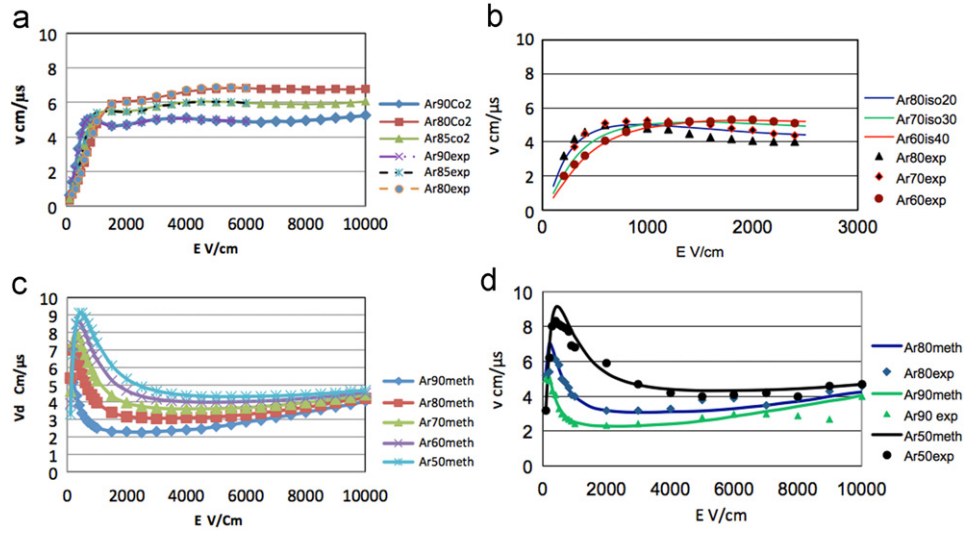 a
v cm/μs
10
8
6
4
2
0
0 2000 4000 6000 8000 10000
E V/cm
Ar90Co2
Ar80Co2
Ar85co2
Ar90exp
Ar85exp
Ar80exp
b
v cm/μs
10
8
6
4
2
0
0 1000 2000 3000
E V/cm
Ar80iso20
Ar70iso30
Ar60is40
Ar80exp
Ar70exp
Ar60exp
c
Vd Cm/μs
10
9
8
7
6
5
4
3
2
1
0
0 2000 4000 6000 8000 10000
E V/Cm
Ar90meth
Ar80meth
Ar70meth
Ar60meth
Ar50meth
d
v cm/μs
10
8
6
4
2
0
0 2000 4000 6000 8000 10000
E V/cm
Ar80meth
Ar80exp
Ar90meth
Ar90 exp
Ar50meth
Ar50exp